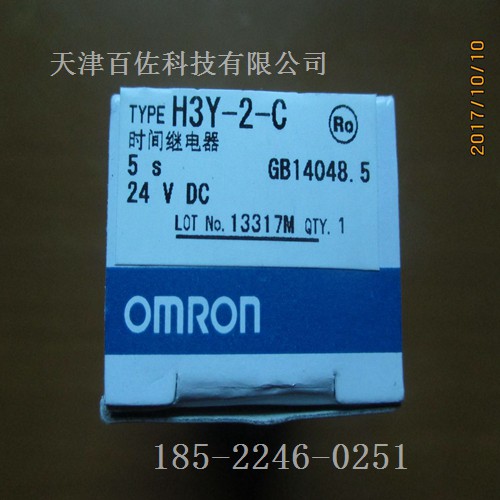 天津百佐科技有限公司
TYPE H3Y-2-C
Ro
时间继电器
5 s GB14048.5
24 V DC
LOT No. 13317M QTY. 1
OMRON
185-2246-0251
2017/10/10